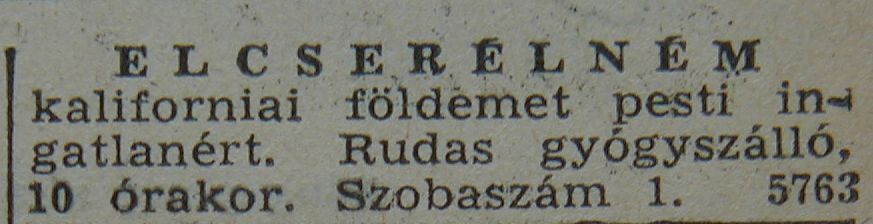 ELCSERÉLNÉM
kaliforniai földemet pesti in-
gatlanért. Rudas gyógyszálló,
10 órakor. Szobaszám 1. 5763